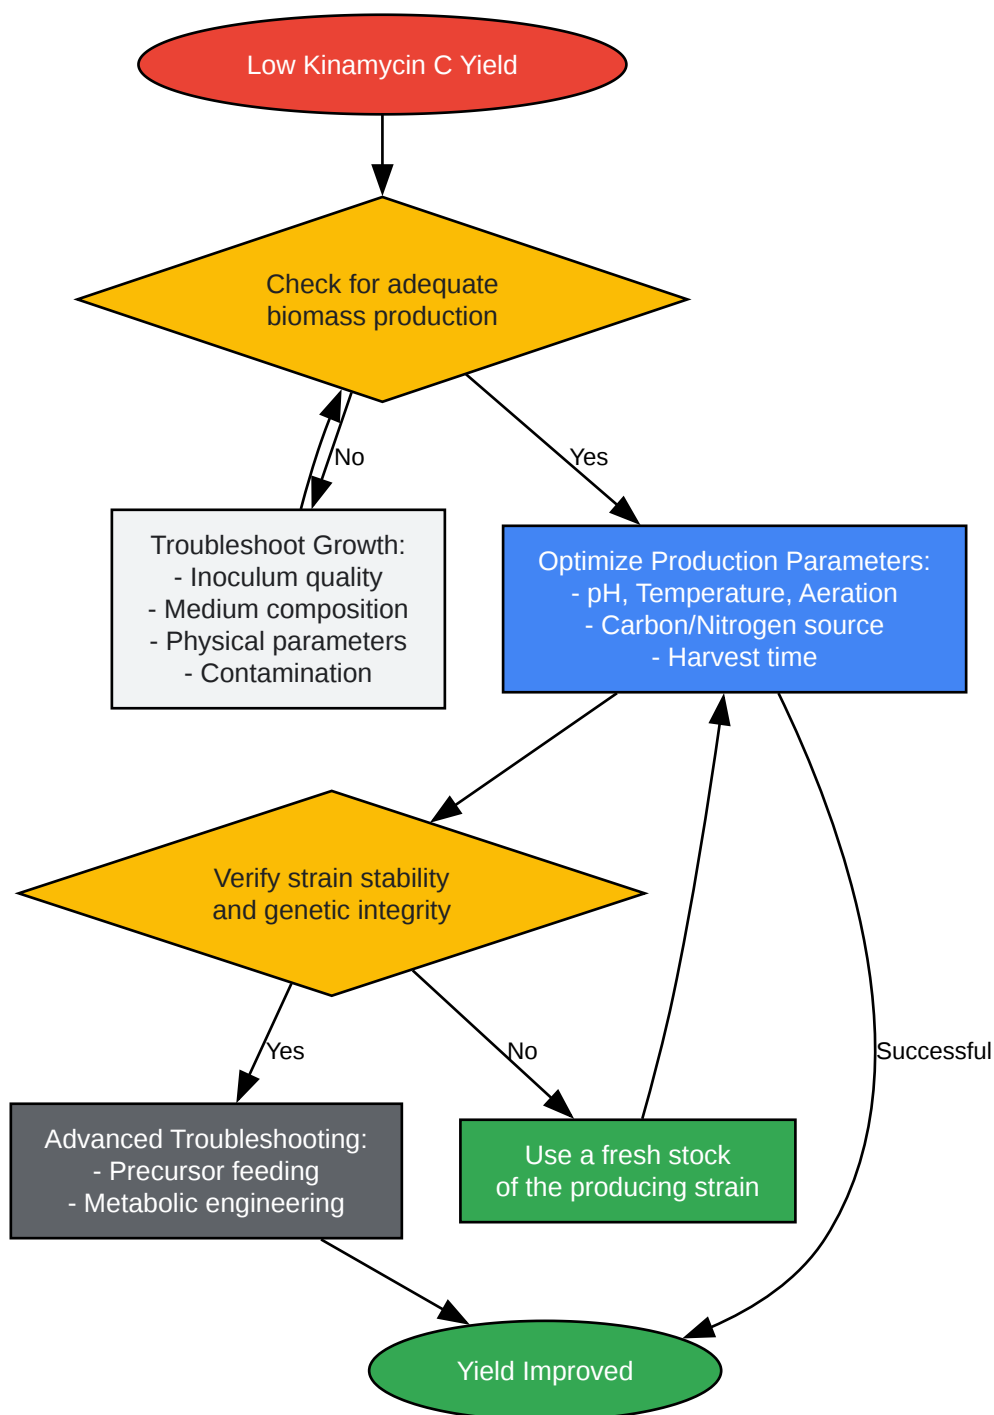 Low Kinamycin C Yield
Check for adequate
biomass production
No
Yes
Troubleshoot Growth:
- Inoculum quality
- Medium composition
- Physical parameters
- Contamination
Optimize Production Parameters:
- pH, Temperature, Aeration
- Carbon/Nitrogen source
- Harvest time
Verify strain stability
and genetic integrity
Yes
No
Successful
Advanced Troubleshooting:
- Precursor feeding
- Metabolic engineering
Use a fresh stock
of the producing strain
Yield Improved